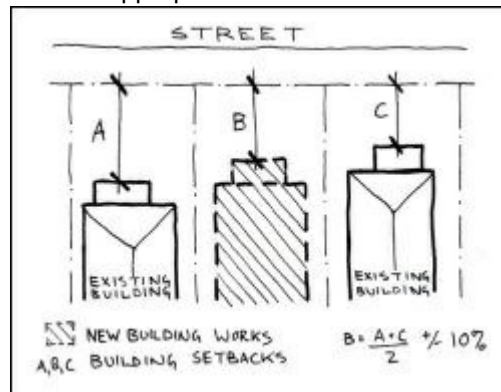 STREET
A
B
C
EXISTING
BUILDING
EXISTING
BUILDING
NEW BUILDING WORKS
A,B,C BUILDING SETBACKS
B = A+C / 2 +/- 10%